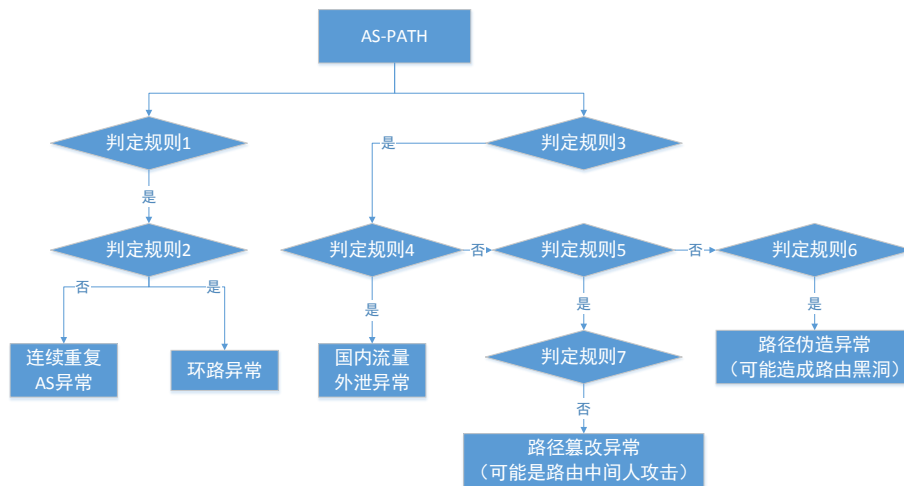 AS-PATH
判定规则1
判定规则3
是
是
判定规则2
判定规则4
否
判定规则5
否
判定规则6
否
是
是
是
是
连续重复
AS异常
环路异常
国内流量
外泄异常
判定规则7
路径伪造异常
（可能造成路由黑洞）
否
路径篡改异常
（可能是路由中间人攻击）